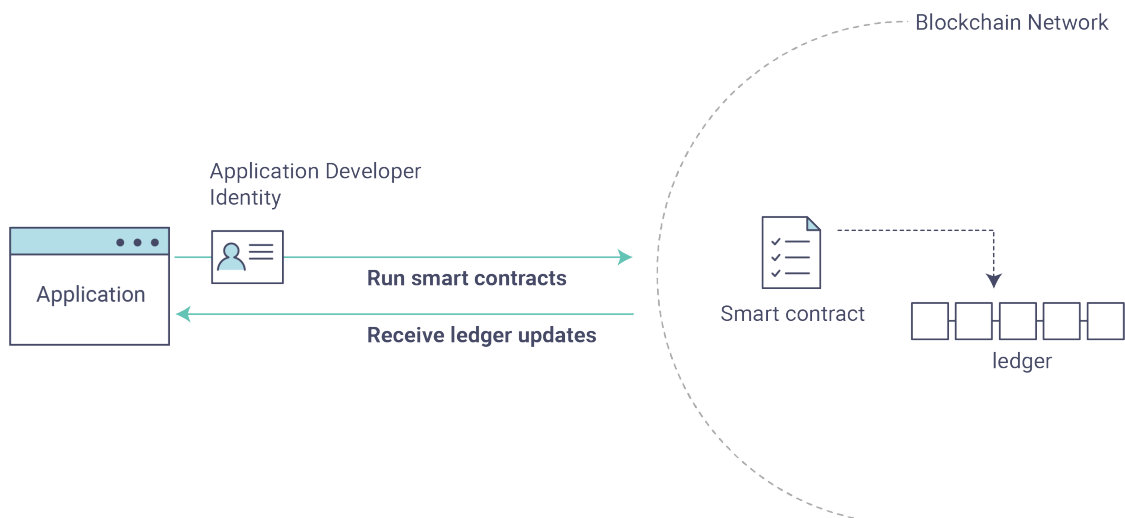 Blockchain Network
Application Developer
Identity
Application
Run smart contracts
Receive ledger updates
Smart contract
ledger